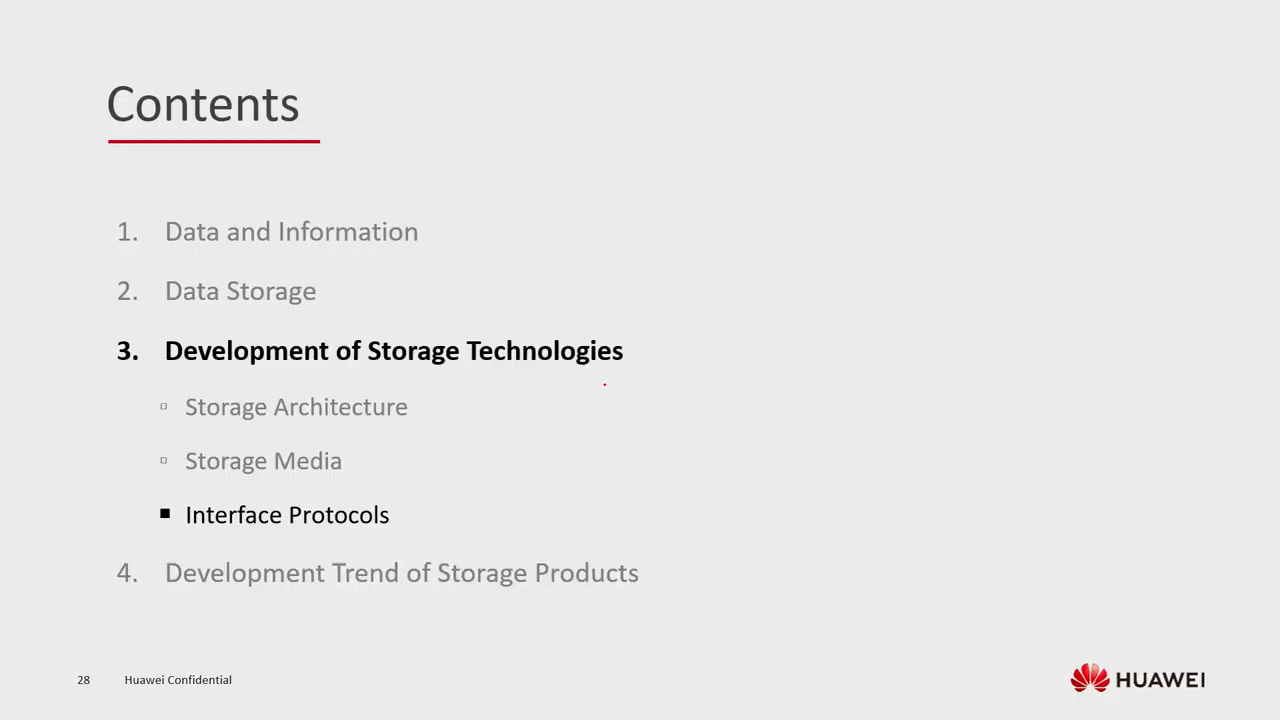 Contents
1. Data and Information
2. Data Storage
3. Development of Storage Technologies
▫ Storage Architecture
▫ Storage Media
▪ Interface Protocols
4. Development Trend of Storage Products
28 Huawei Confidential
HUAWEI